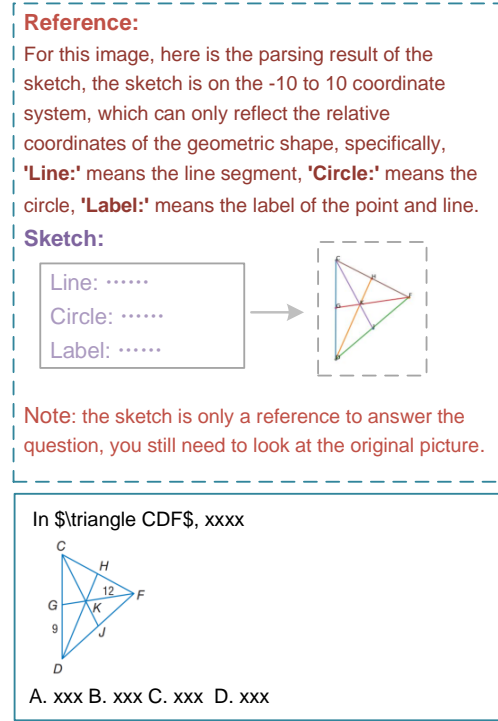 Reference:
For this image, here is the parsing result of the
sketch, the sketch is on the -10 to 10 coordinate
system, which can only reflect the relative
coordinates of the geometric shape, specifically,
'Line:' means the line segment, 'Circle:' means the
circle, 'Label:' means the label of the point and line.
Sketch:
Line: ······
Circle: ······
Label: ······
C
H
F
G
K
J
D
Note: the sketch is only a reference to answer the
question, you still need to look at the original picture.
In $\triangle CDF$, xxxx
C
H
12
F
G
K
9
J
D
A. xxx B. xxx C. xxx D. xxx